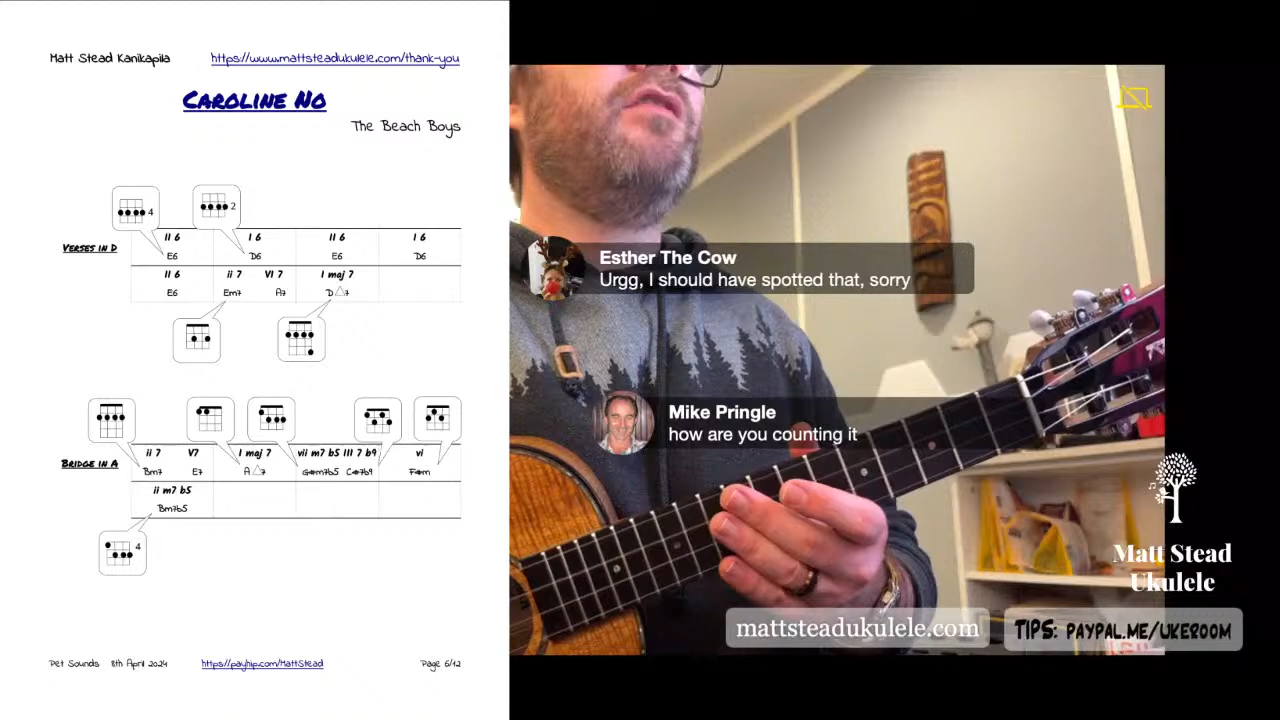 Matt Stead Kanikapila https://www.mattsteadukulele.com/thank-you
Caroline No
The Beach Boys
4
2
Verses in D
II 6 I 6 II 6 I 6
E6 D6 E6 D6
II 6 ii 7 VI 7 I maj 7
E6 Em7 A7 D△7
Bridge in A
ii 7 V7 I maj 7 vii m7 b5 III 7 b9 vi
Bm7 E7 A△7 G#m7b5 C#7b9 F#m
ii m7 b5
Bm7b5
4
Pet Sounds 8th April 2024 https://payhip.com/MattStead Page 6/12
Esther The Cow
Urgg, I should have spotted that, sorry
Mike Pringle
how are you counting it
Matt Stead
Ukulele
mattsteadukulele.com
TIPS: PAYPAL.ME/UKEROOM